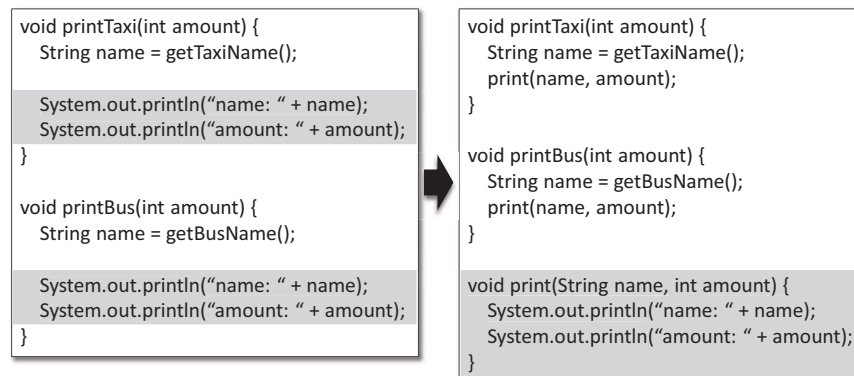 void printTaxi(int amount) {
String name = getTaxiName();
System.out.println(“name: “ + name);
System.out.println(“amount: “ + amount);
}
void printBus(int amount) {
String name = getBusName();
System.out.println(“name: “ + name);
System.out.println(“amount: “ + amount);
}
void printTaxi(int amount) {
String name = getTaxiName();
print(name, amount);
}
void printBus(int amount) {
String name = getBusName();
print(name, amount);
}
void print(String name, int amount) {
System.out.println(“name: “ + name);
System.out.println(“amount: “ + amount);
}